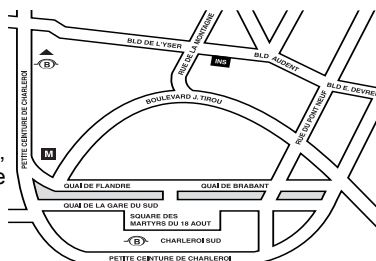 BLD DE L'YSER
RUE DE LA MONTAGNE
INS
BLD AUDENT
BLD E. DEVRE
B
PETITE CEINTURE DE CHARLEROI
BOULEVARD J. TIROU
RUE DU PONT NEUF
M
,
e
QUAI DE FLANDRE
QUAI DE BRABANT
QUAI DE LA GARE DU SUD
SQUARE DES
MARTYRS DU 18 AOUT
B
CHARLEROI SUD
PETITE CEINTURE DE CHARLEROI